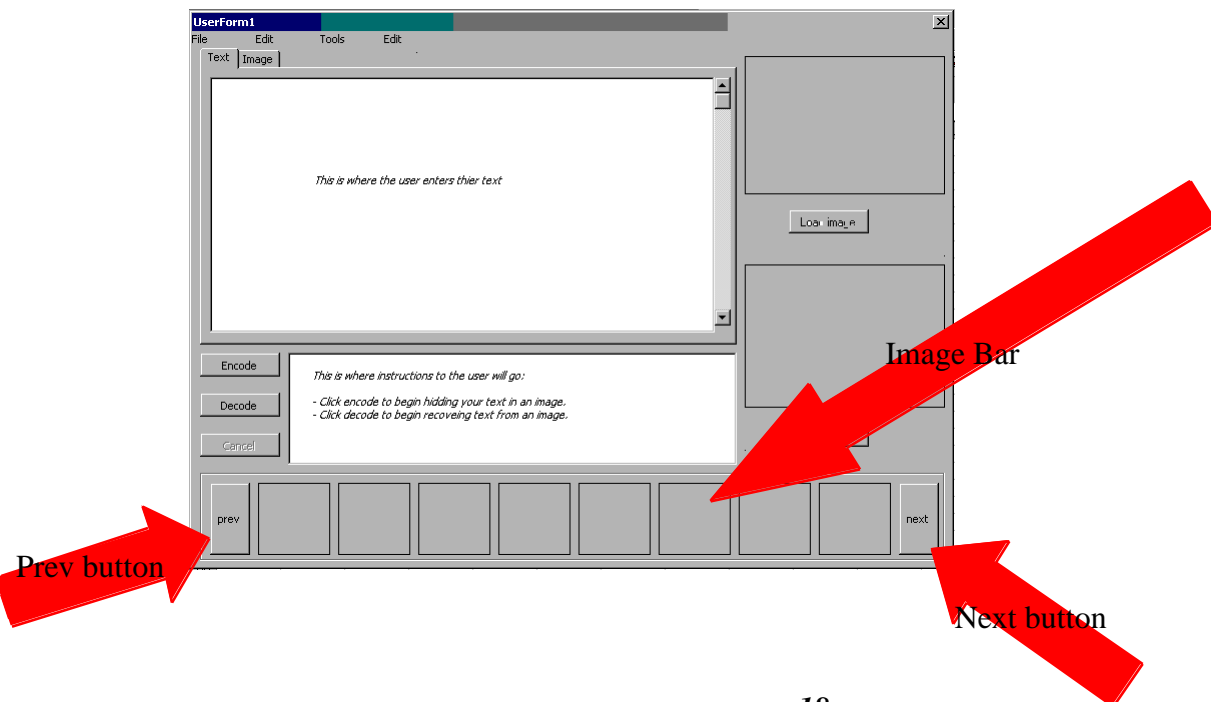 UserForm1
File Edit Tools Edit
Text Image
This is where the user enters thier text
Load image
Image Bar
Encode
This is where instructions to the user will go:
Decode
- Click encode to begin hidding your text in an image.
- Click decode to begin recoveing text from an image.
Cancel
prev
next
Prev button
Next button